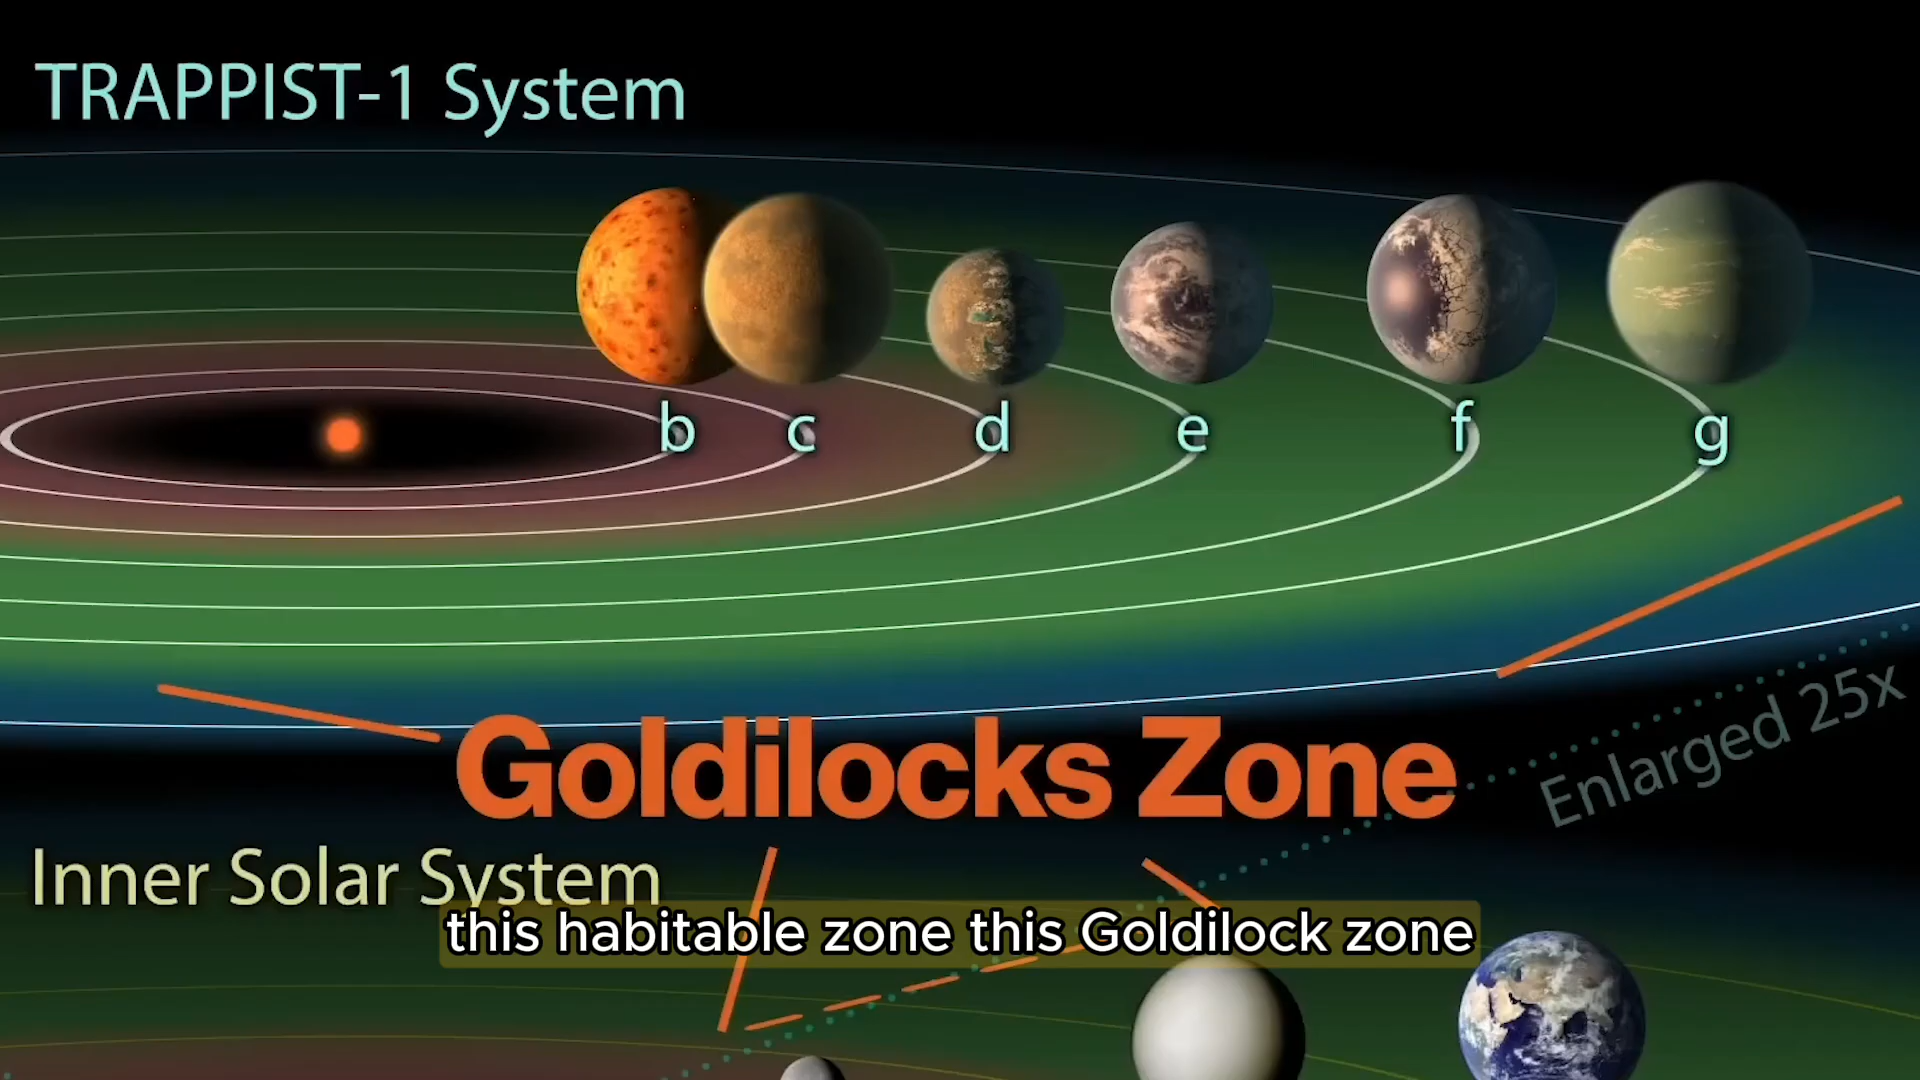 TRAPPIST-1 System
b c d e f g
Enlarged 25x
Goldilocks Zone
Inner Solar System
this habitable zone this Goldilock zone